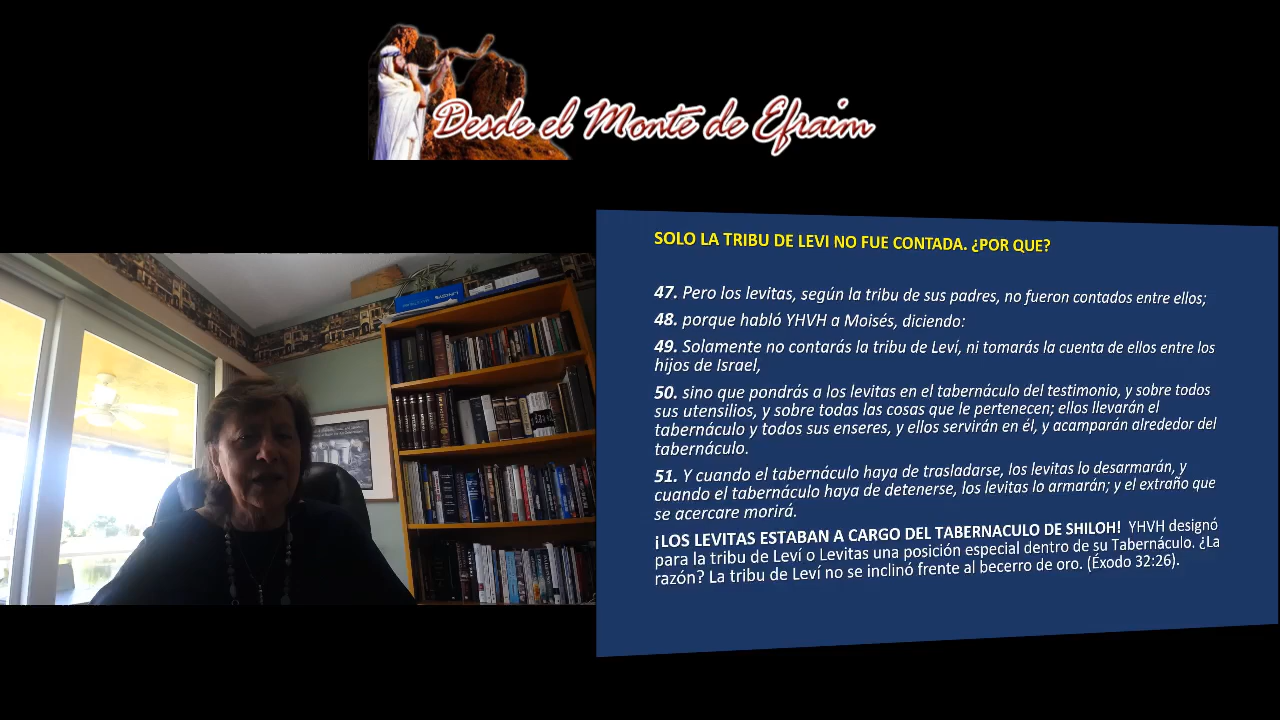 Desde el Monte de Efraim
SOLO LA TRIBU DE LEVI NO FUE CONTADA. ¿POR QUE?
47. Pero los levitas, según la tribu de sus padres, no fueron contados entre ellos;
48. porque habló YHVH a Moisés, diciendo:
49. Solamente no contarás la tribu de Leví, ni tomarás la cuenta de ellos entre los
hijos de Israel,
50. sino que pondrás a los levitas en el tabernáculo del testimonio, y sobre todos
sus utensilios, y sobre todas las cosas que le pertenecen; ellos llevarán el
tabernáculo y todos sus enseres, y ellos servirán en él, y acamparán alrededor del
tabernáculo.
51. Y cuando el tabernáculo haya de trasladarse, los levitas lo desarmarán, y
cuando el tabernáculo haya de detenerse, los levitas lo armarán; y el extraño que
se acercare morirá.
¡LOS LEVITAS ESTABAN A CARGO DEL TABERNACULO DE SHILOH! YHVH designó
para la tribu de Leví o Levitas una posición especial dentro de su Tabernáculo. ¿La
razón? La tribu de Leví no se inclinó frente al becerro de oro. (Éxodo 32:26).